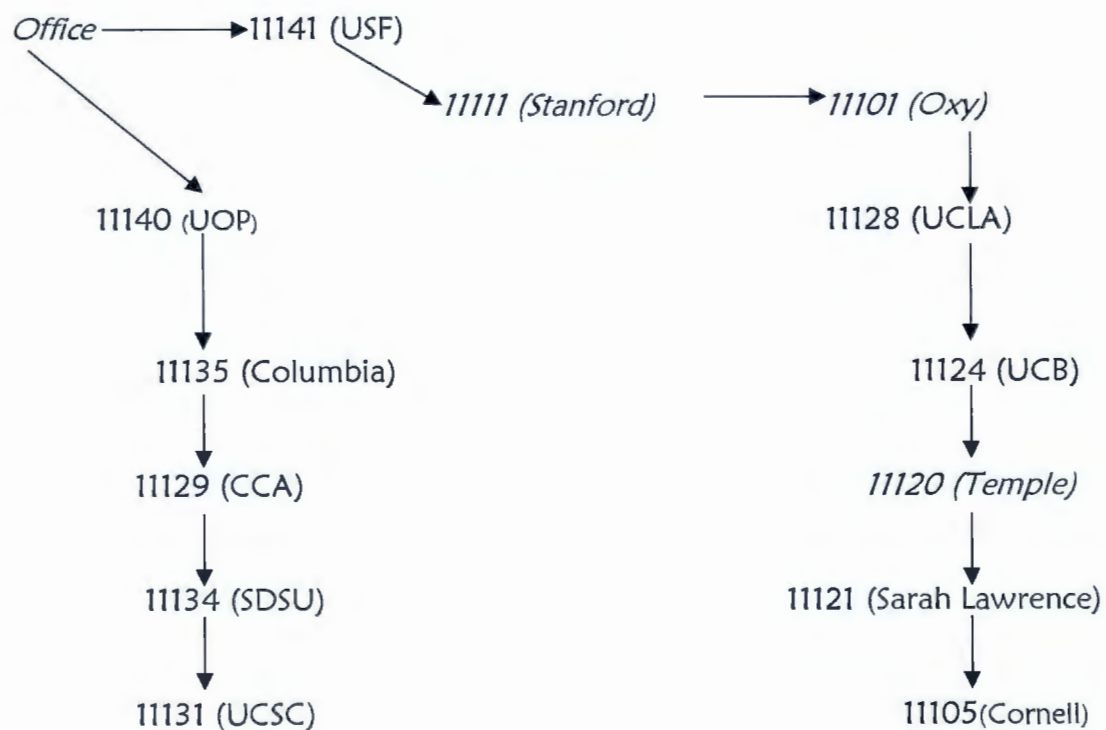 Office 11141 (USF)
11111 (Stanford) 11101 (Oxy)
11140 (UOP) 11128 (UCLA)
11135 (Columbia) 11124 (UCB)
11129 (CCA) 11120 (Temple)
11134 (SDSU) 11121 (Sarah Lawrence)
11131 (UCSC) 11105(Cornell)